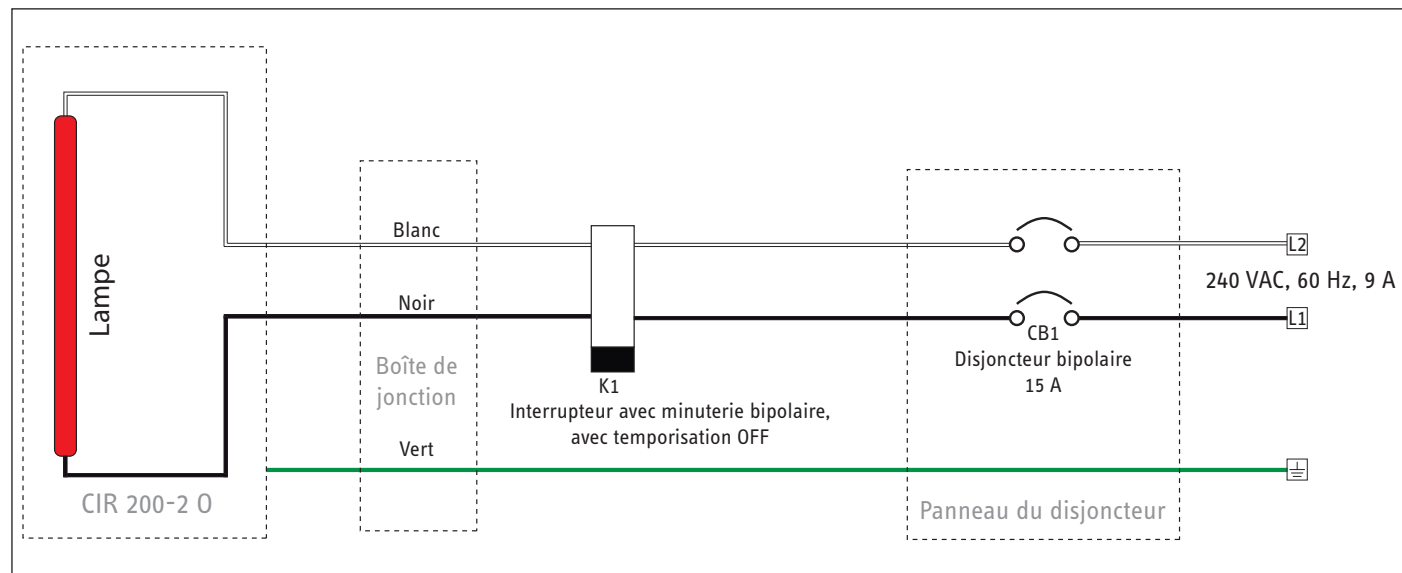 Lampe
CIR 200-2 O
Blanc
Noir
Boîte de
jonction
Vert
K1
Interrupteur avec minuterie bipolaire,
avec temporisation OFF
CB1
Disjoncteur bipolaire
15 A
Panneau du disjoncteur
L2
240 VAC, 60 Hz, 9 A
L1